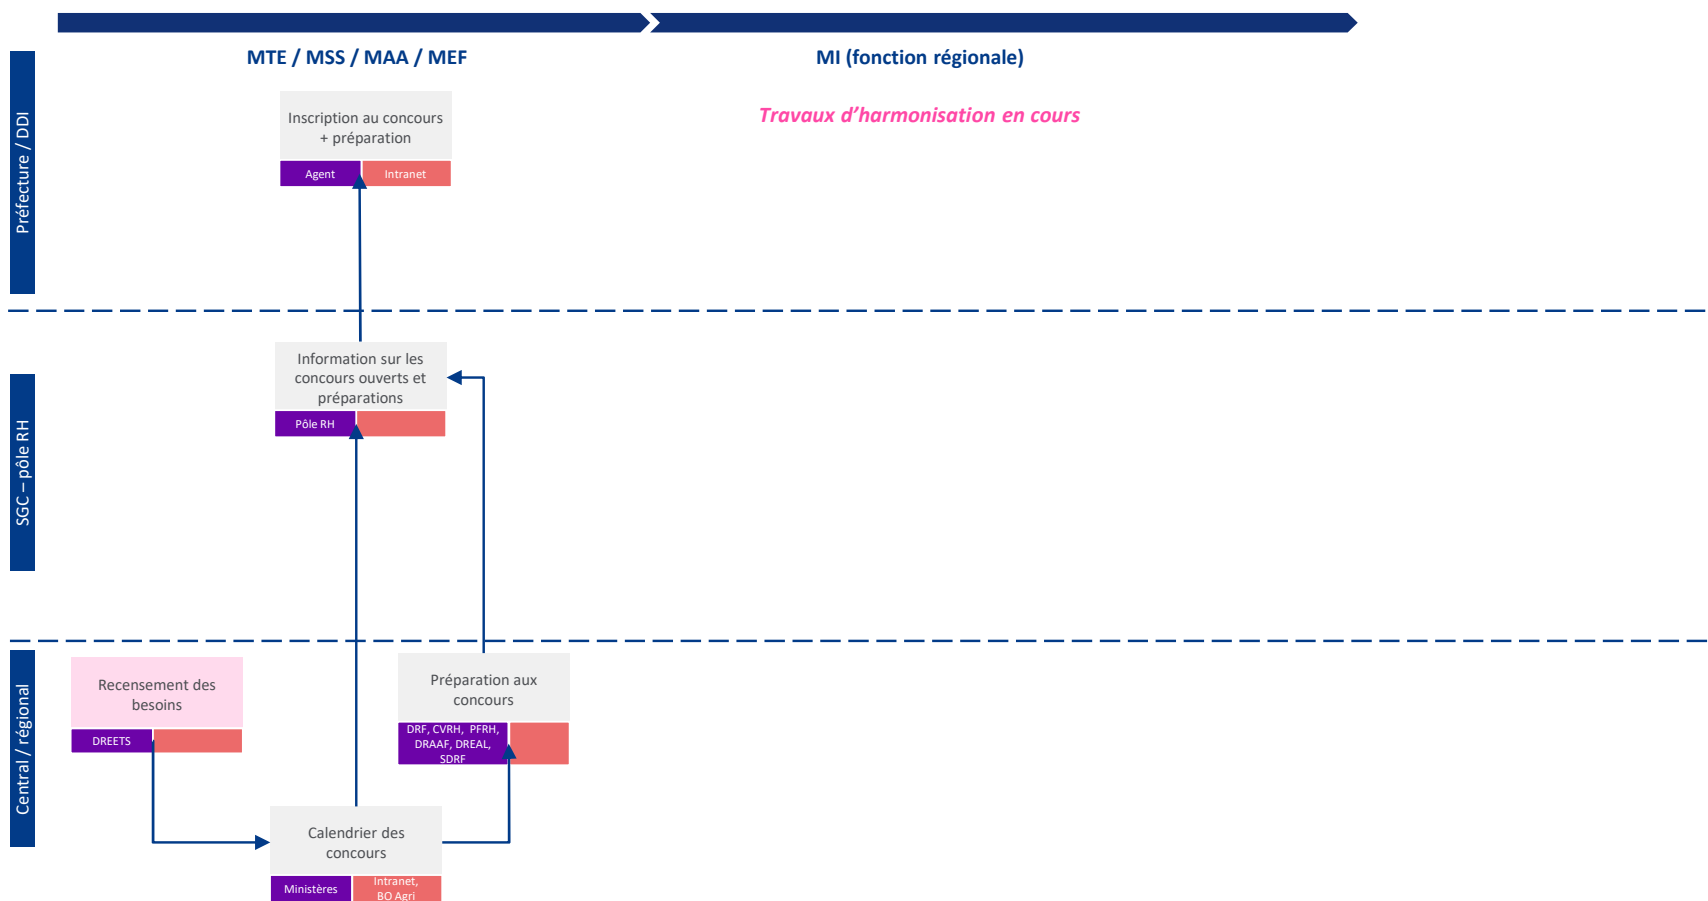 MTE / MSS / MAA / MEF
MI (fonction régionale)
Préfecture / DDI
Inscription au concours
+ préparation
Agent
Intranet
Travaux d’harmonisation en cours
SGC – pôle RH
Information sur les
concours ouverts et
préparations
Pôle RH
Central / régional
Recensement des
besoins
DREETS
Préparation aux
concours
DRF, CVRH, PFRH,
DRAAF, DREAL,
SDRF
Calendrier des
concours
Ministères
Intranet,
BO Agri